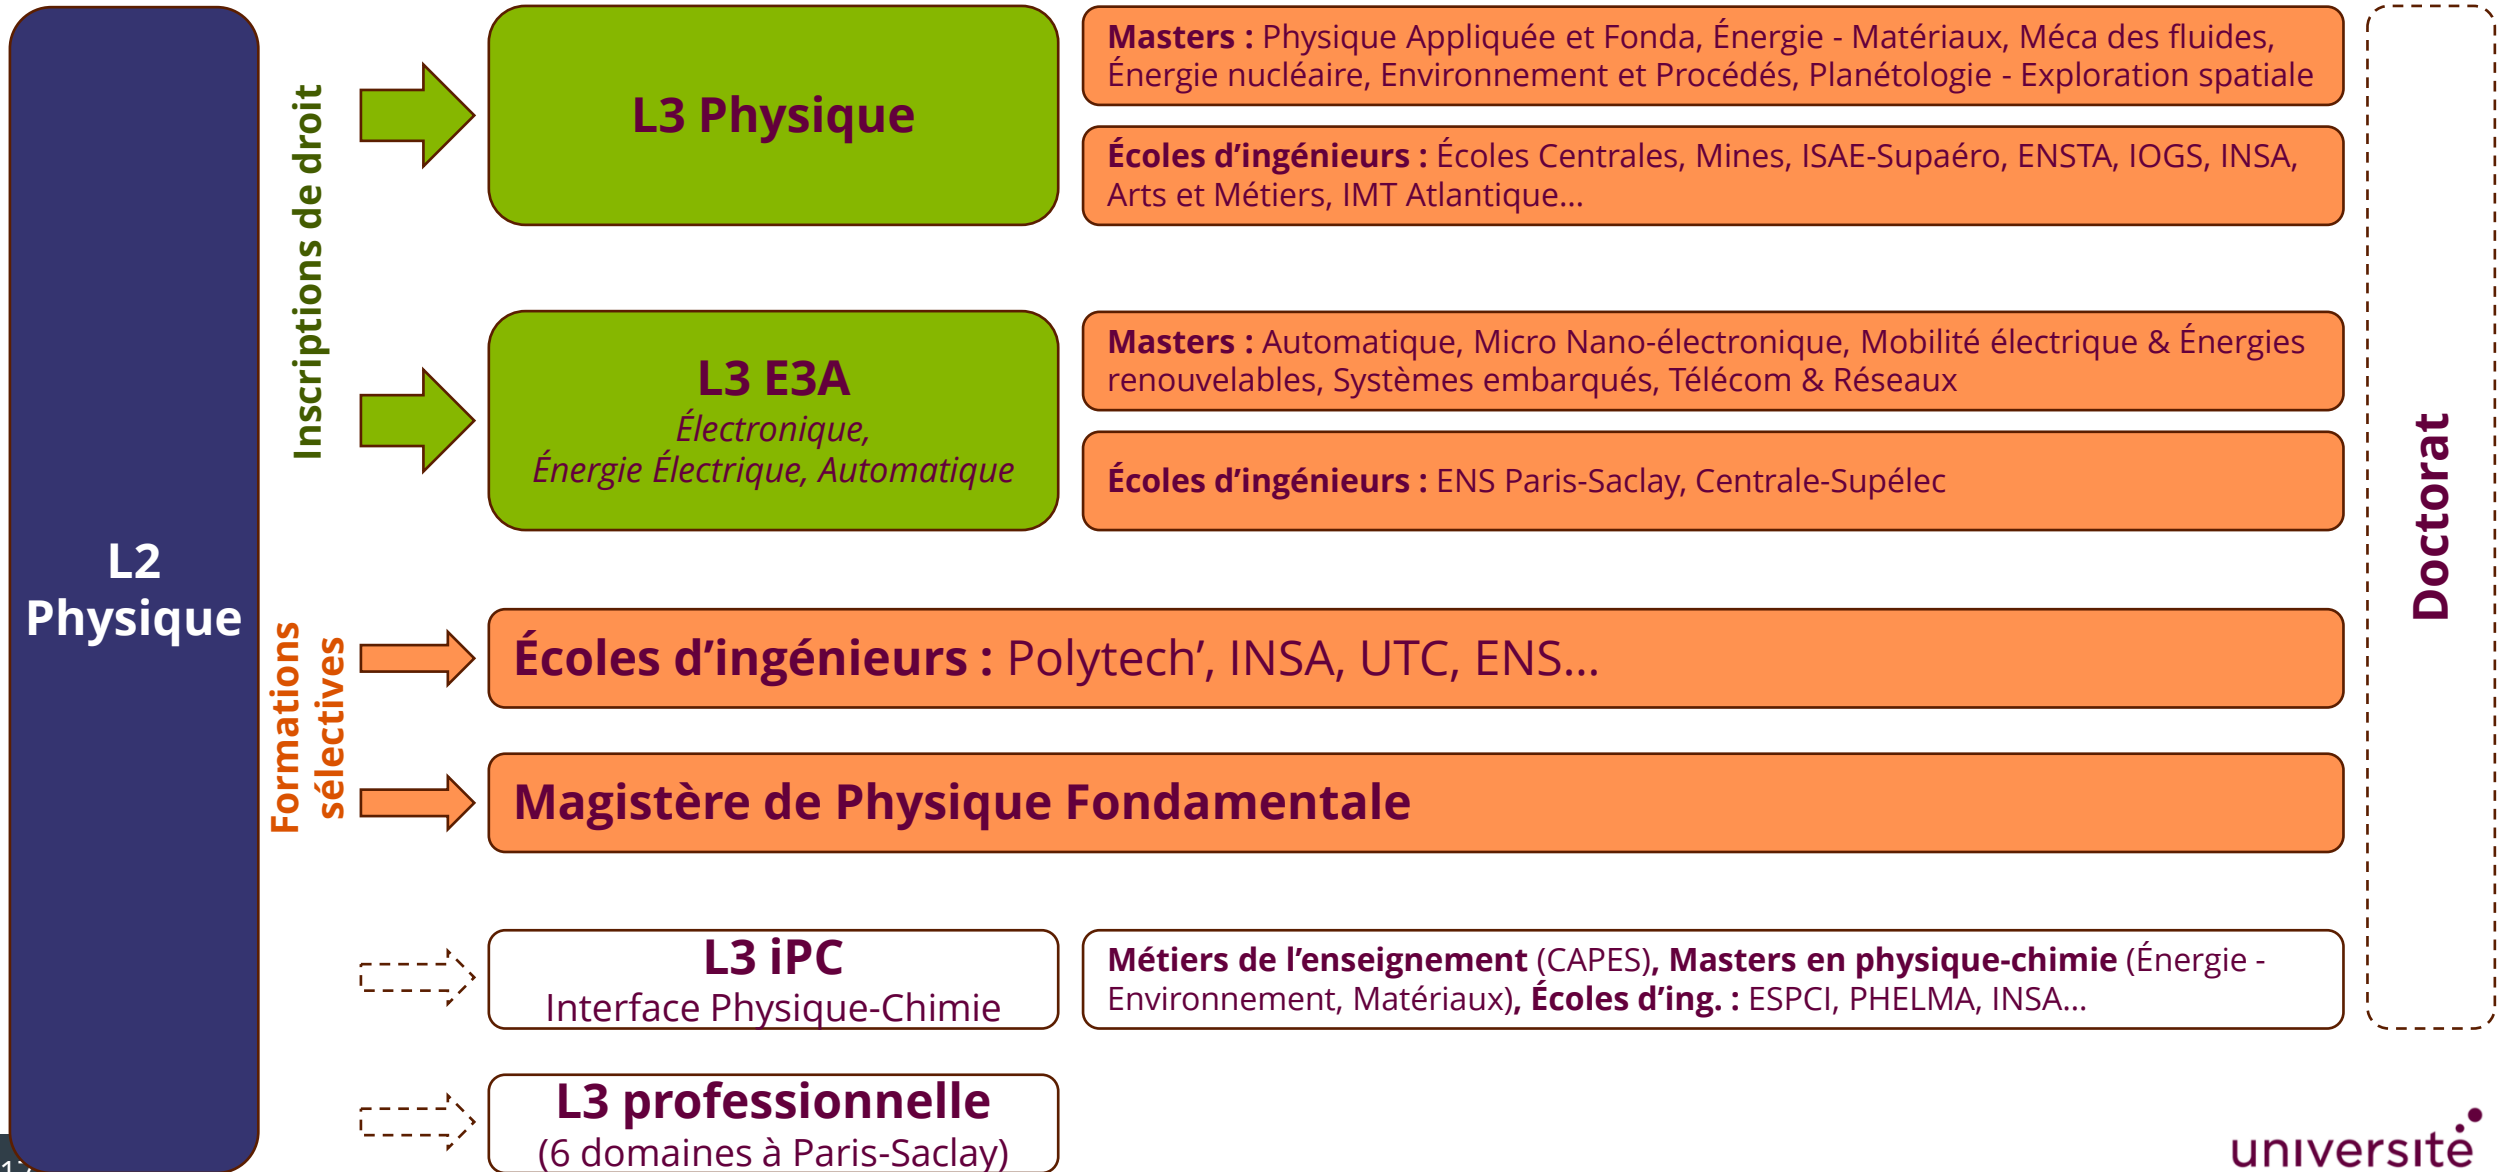 L2
Physique
Inscriptions de droit
L3 Physique
Masters : Physique Appliquée et Fonda, Énergie - Matériaux, Méca des fluides,
Énergie nucléaire, Environnement et Procédés, Planétologie - Exploration spatiale
Écoles d’ingénieurs : Écoles Centrales, Mines, ISAE-Supaéro, ENSTA, IOGS, INSA,
Arts et Métiers, IMT Atlantique...
L3 E3A
Électronique,
Énergie Électrique, Automatique
Masters : Automatique, Micro Nano-électronique, Mobilité électrique & Énergies
renouvelables, Systèmes embarqués, Télécom & Réseaux
Écoles d’ingénieurs : ENS Paris-Saclay, Centrale-Supélec
Formations
sélectives
Écoles d’ingénieurs : Polytech’, INSA, UTC, ENS...
Magistère de Physique Fondamentale
L3 iPC
Interface Physique-Chimie
Métiers de l’enseignement (CAPES), Masters en physique-chimie (Énergie -
Environnement, Matériaux), Écoles d’ing. : ESPCI, PHELMA, INSA...
L3 professionnelle
(6 domaines à Paris-Saclay)
Doctorat
université
17